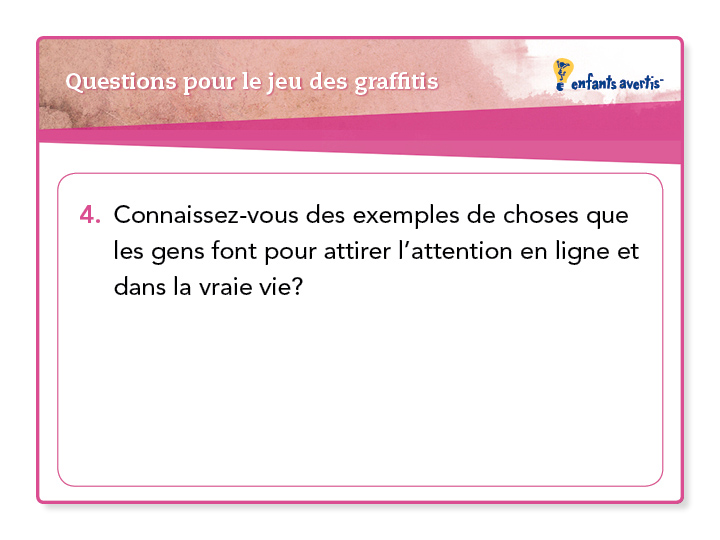 Questions pour le jeu des graffitis
enfants avertis™
4. Connaissez-vous des exemples de choses que
les gens font pour attirer l’attention en ligne et
dans la vraie vie?